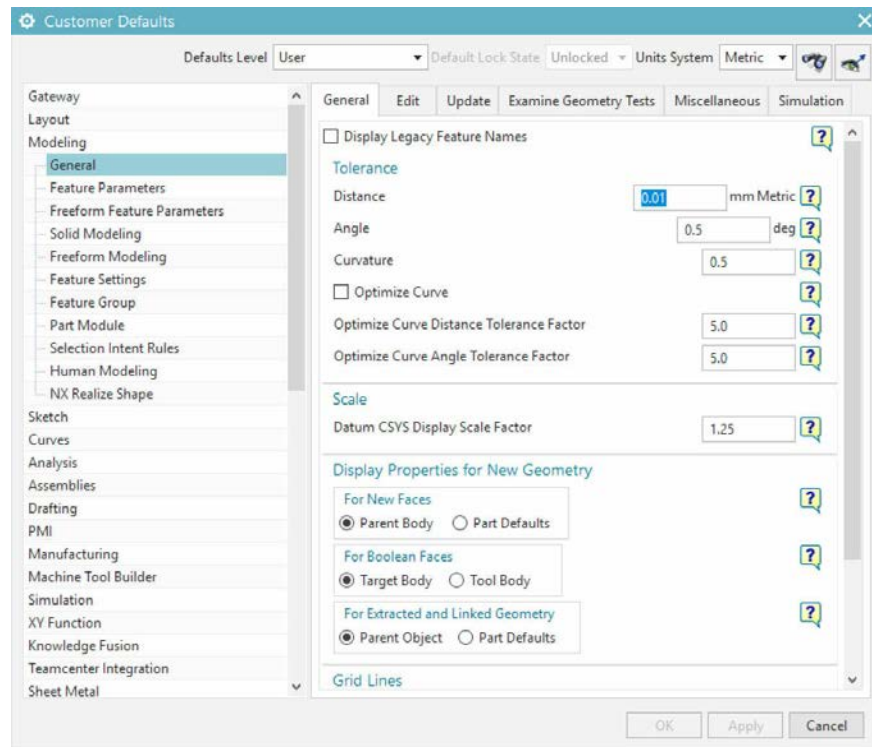 Customer Defaults
Defaults Level User Default Lock State Unlocked Units System Metric
Gateway
Layout
Modeling
General
Feature Parameters
Freeform Feature Parameters
Solid Modeling
Freeform Modeling
Feature Settings
Feature Group
Part Module
Selection Intent Rules
Human Modeling
NX Realize Shape
Sketch
Curves
Analysis
Assemblies
Drafting
PMI
Manufacturing
Machine Tool Builder
Simulation
XY Function
Knowledge Fusion
Teamcenter Integration
Sheet Metal
General Edit Update Examine Geometry Tests Miscellaneous Simulation
Display Legacy Feature Names ?
Tolerance
Distance 0.01 mm Metric ?
Angle 0.5 deg ?
Curvature 0.5 ?
Optimize Curve ?
Optimize Curve Distance Tolerance Factor 5.0 ?
Optimize Curve Angle Tolerance Factor 5.0 ?
Scale
Datum CSYS Display Scale Factor 1.25 ?
Display Properties for New Geometry
For New Faces ?
Parent Body Part Defaults
For Boolean Faces ?
Target Body Tool Body
For Extracted and Linked Geometry ?
Parent Object Part Defaults
Grid Lines
OK Apply Cancel